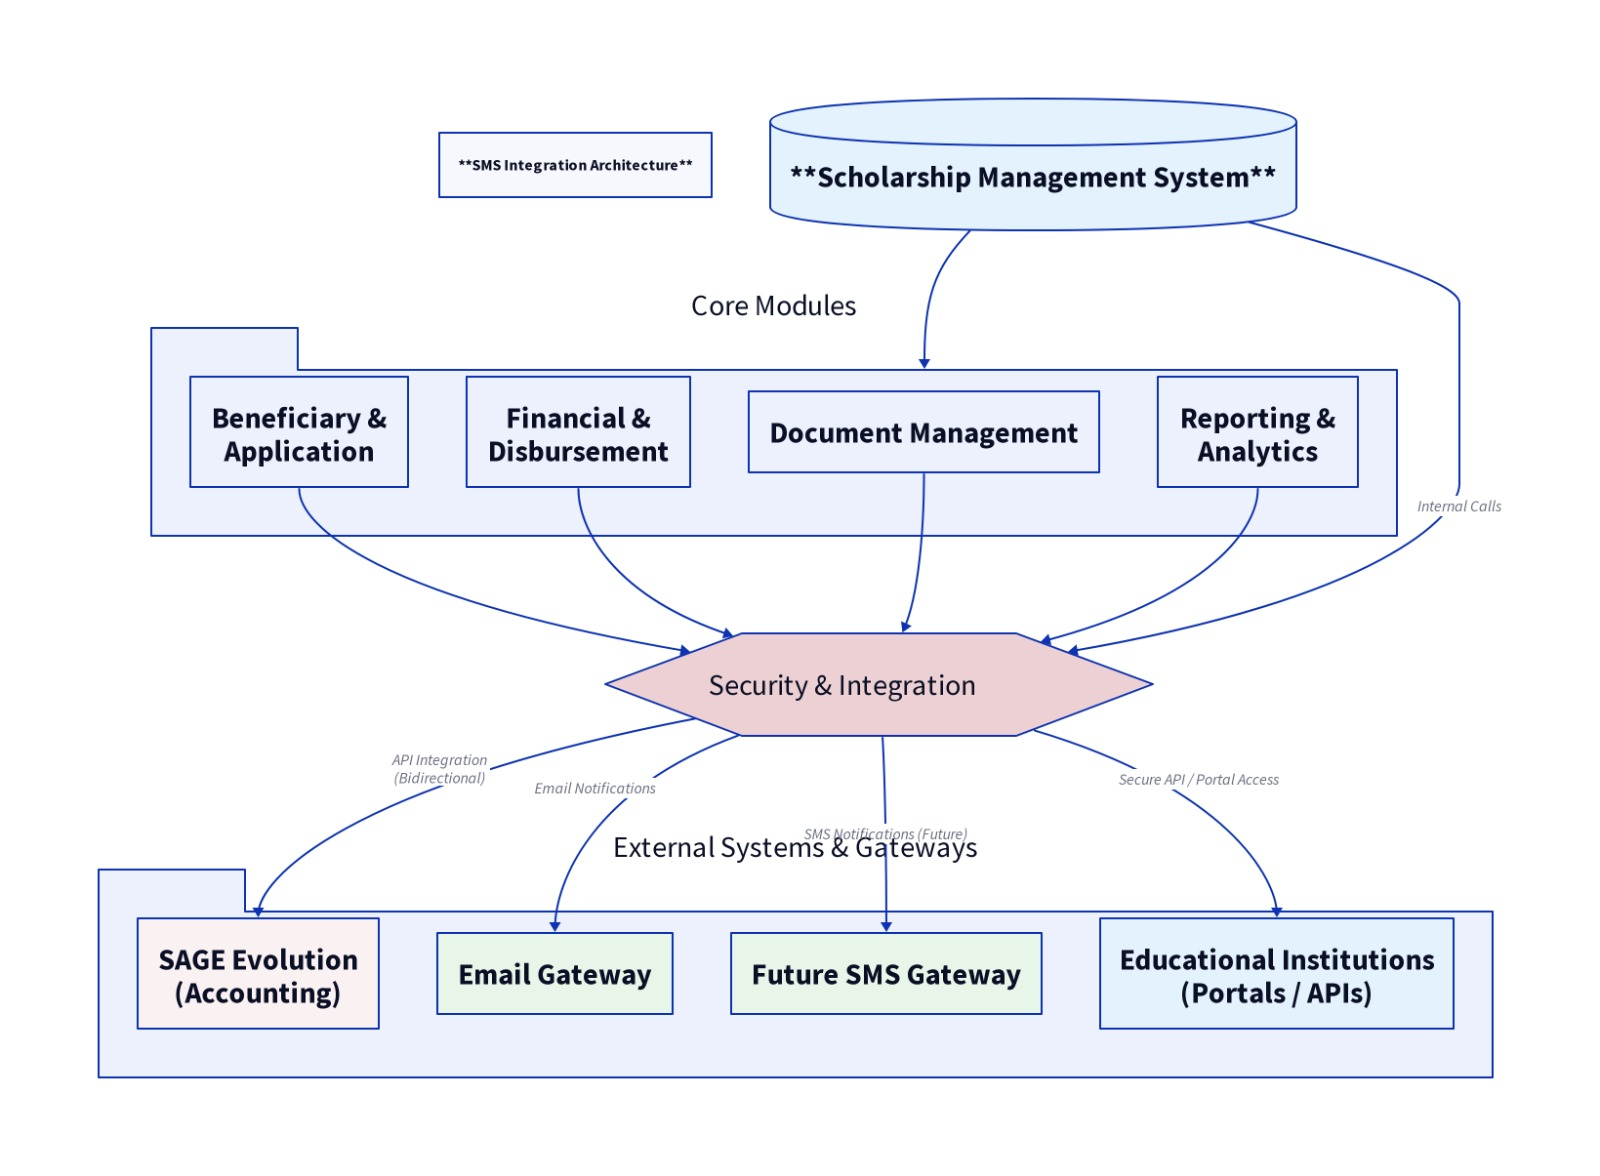 **SMS Integration Architecture**
**Scholarship Management System**
Core Modules
Beneficiary &
Application
Financial &
Disbursement
Document Management
Reporting &
Analytics
Internal Calls
Security & Integration
API Integration
(Bidirectional)
Email Notifications
SMS Notifications (Future)
Secure API / Portal Access
External Systems & Gateways
SAGE Evolution
(Accounting)
Email Gateway
Future SMS Gateway
Educational Institutions
(Portals / APIs)